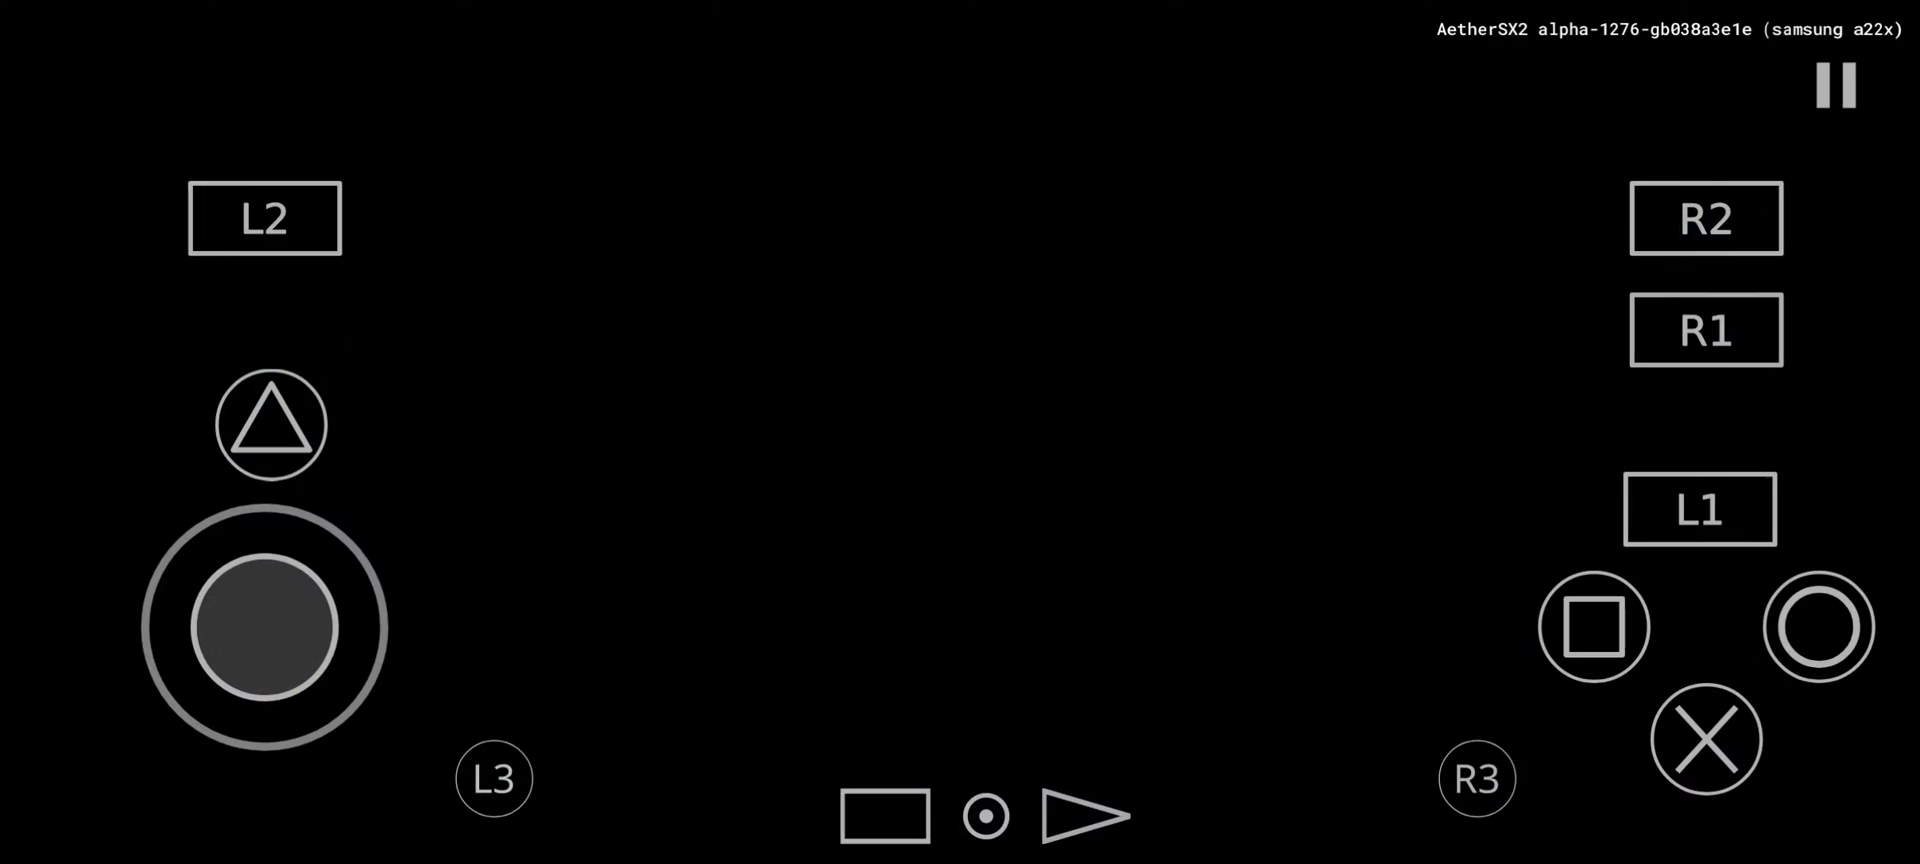 AetherSX2 alpha-1276-gb038a3e1e (samsung a22x)
L2
R2
R1
L1
L3
R3